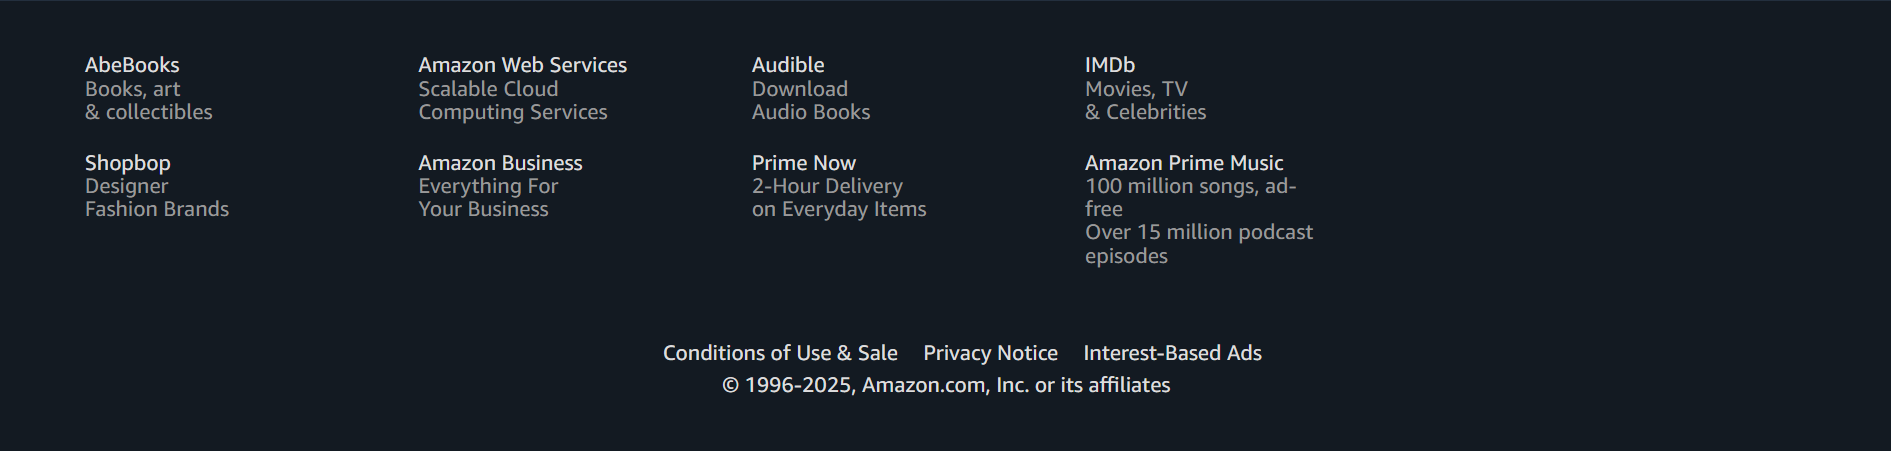 AbeBooks
Books, art
& collectibles
Amazon Web Services
Scalable Cloud
Computing Services
Audible
Download
Audio Books
IMDb
Movies, TV
& Celebrities
Shopbop
Designer
Fashion Brands
Amazon Business
Everything For
Your Business
Prime Now
2-Hour Delivery
on Everyday Items
Amazon Prime Music
100 million songs, ad-
free
Over 15 million podcast
episodes
Conditions of Use & Sale Privacy Notice Interest-Based Ads
© 1996-2025, Amazon.com, Inc. or its affiliates